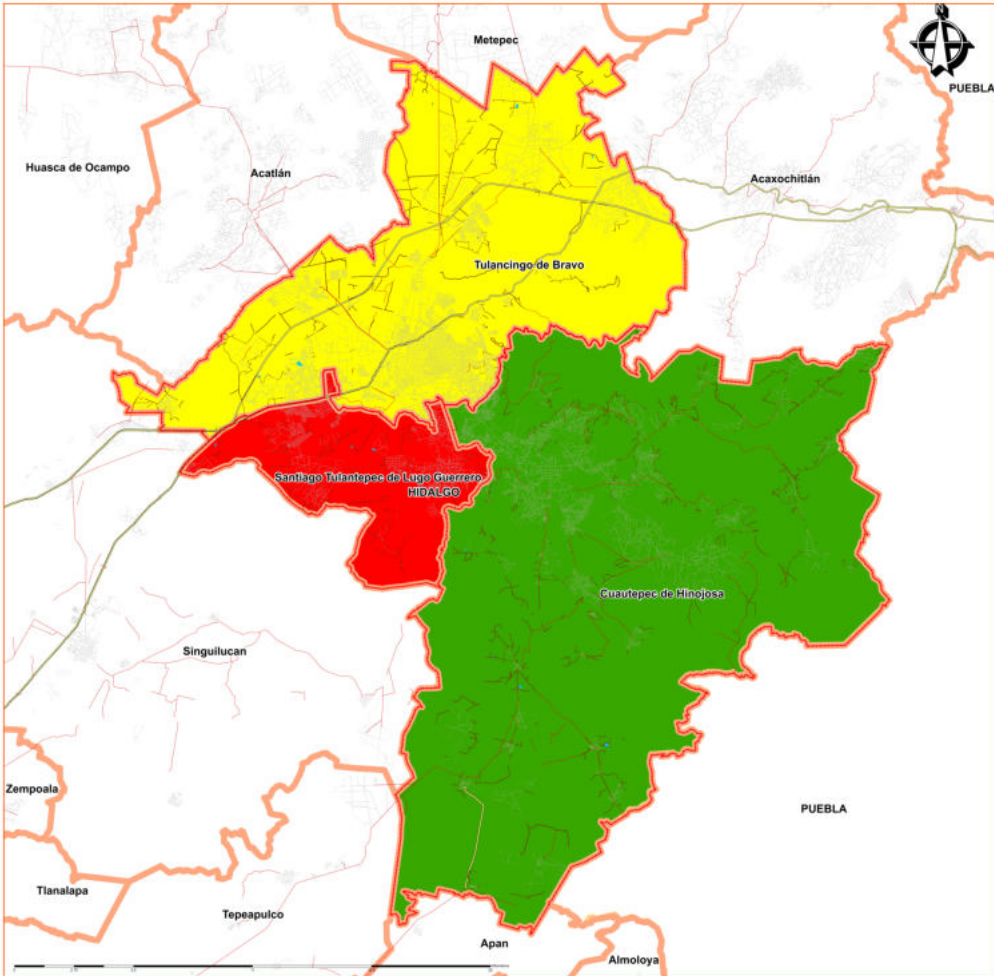 Metepec
N
PUEBLA
Huasca de Ocampo
Acatlán
Acaxochitlán
Tulancingo de Bravo
Santiago Tulantepec de Lugo Guerrero
HIDALGO
Cuautepec de Hinojosa
Singuilucan
Zempoala
PUEBLA
Tlanalapa
Tepeapulco
Apan
Almoloya